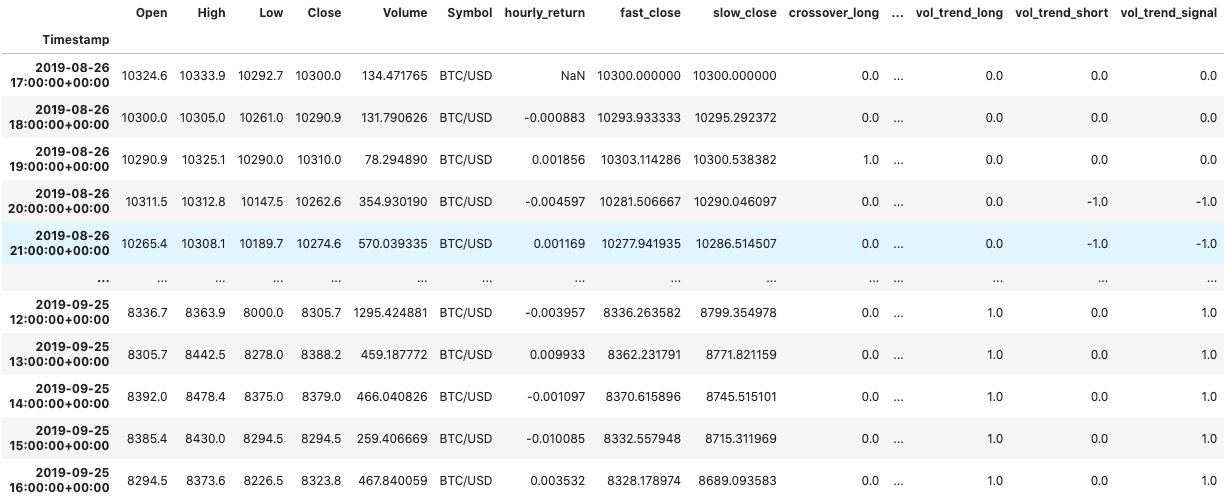 Open High Low Close Volume Symbol hourly_return fast_close slow_close crossover_long ... vol_trend_long vol_trend_short vol_trend_signal
Timestamp
2019-08-26 17:00:00+00:00 10324.6 10333.9 10292.7 10300.0 134.471765 BTC/USD NaN 10300.000000 10300.000000 0.0 ... 0.0 0.0 0.0
2019-08-26 18:00:00+00:00 10300.0 10305.0 10261.0 10290.9 131.790626 BTC/USD -0.000883 10293.933333 10295.292372 0.0 ... 0.0 0.0 0.0
2019-08-26 19:00:00+00:00 10290.9 10325.1 10290.0 10310.0 78.294890 BTC/USD 0.001856 10303.114286 10300.538382 1.0 ... 0.0 0.0 0.0
2019-08-26 20:00:00+00:00 10311.5 10312.8 10147.5 10262.6 354.930190 BTC/USD -0.004597 10281.506667 10290.046097 0.0 ... 0.0 -1.0 -1.0
2019-08-26 21:00:00+00:00 10265.4 10308.1 10189.7 10274.6 570.039335 BTC/USD 0.001169 10277.941935 10286.514507 0.0 ... 0.0 -1.0 -1.0
... ... ... ... ... ... ... ... ... ... ... ... ... ... ...
2019-09-25 12:00:00+00:00 8336.7 8363.9 8000.0 8305.7 1295.424881 BTC/USD -0.003957 8336.263582 8799.354978 0.0 ... 1.0 0.0 1.0
2019-09-25 13:00:00+00:00 8305.7 8442.5 8278.0 8388.2 459.187772 BTC/USD 0.009933 8362.231791 8771.821159 0.0 ... 1.0 0.0 1.0
2019-09-25 14:00:00+00:00 8392.0 8478.4 8375.0 8379.0 466.040826 BTC/USD -0.001097 8370.615896 8745.515101 0.0 ... 1.0 0.0 1.0
2019-09-25 15:00:00+00:00 8385.4 8430.0 8294.5 8294.5 259.406669 BTC/USD -0.010085 8332.557948 8715.311969 0.0 ... 1.0 0.0 1.0
2019-09-25 16:00:00+00:00 8294.5 8373.6 8226.5 8323.8 467.840059 BTC/USD 0.003532 8328.178974 8689.093583 0.0 ... 1.0 0.0 1.0